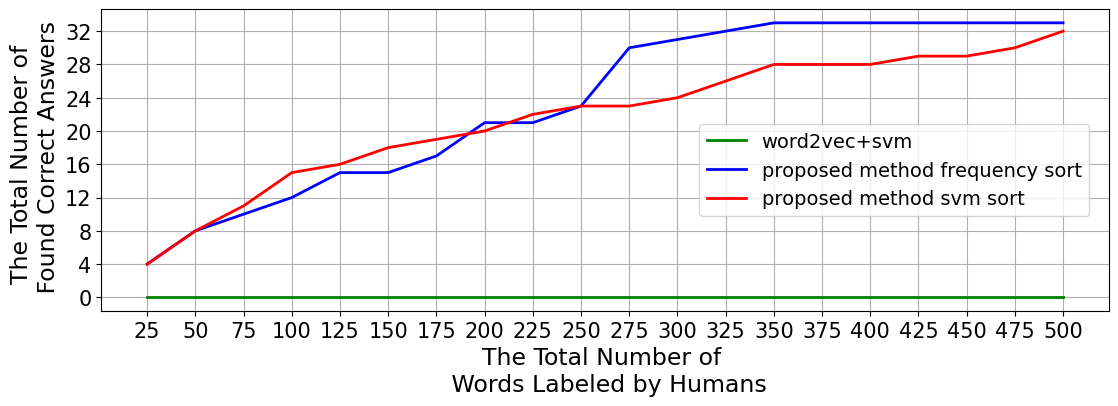 The Total Number of
Found Correct Answers
32
28
24
20
16
12
8
4
0
word2vec+svm
proposed method frequency sort
proposed method svm sort
25 50 75 100 125 150 175 200 225 250 275 300 325 350 375 400 425 450 475 500
The Total Number of
Words Labeled by Humans